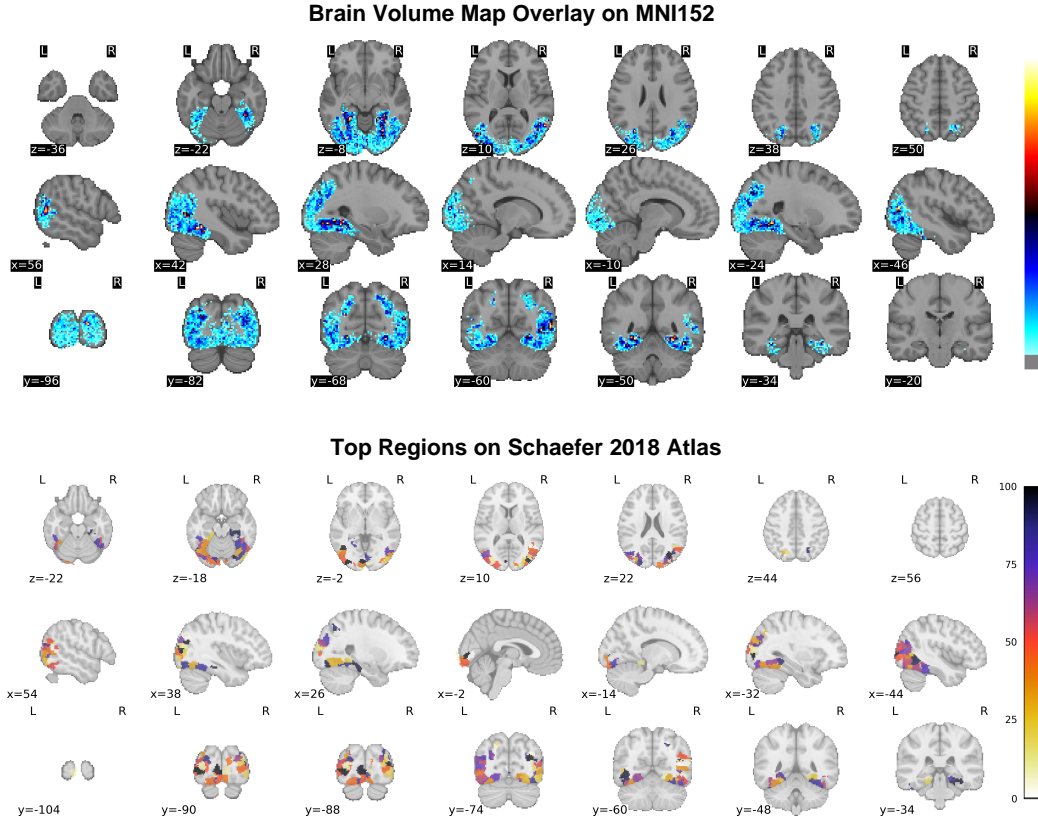 Brain Volume Map Overlay on MNI152
L R L R L R L R L R L R
z=-36 z=-22 z=-8 z=10 z=26 z=38 z=50
x=56 x=42 x=28 x=14 x=-10 x=-24 x=-46
L R L R L R L R L R L R L R
y=-96 y=-82 y=-68 y=-60 y=-50 y=-34 y=-20
Top Regions on Schaefer 2018 Atlas
L R L R L R L R L R L R L R
100
z=-22 z=-18 z=-2 z=10 z=22 z=44 z=56
75
50
x=54 x=38 x=26 x=-2 x=-14 x=-32 x=-44
L R L R L R L R L R L R L R
25
0
y=-104 y=-90 y=-88 y=-74 y=-60 y=-48 y=-34